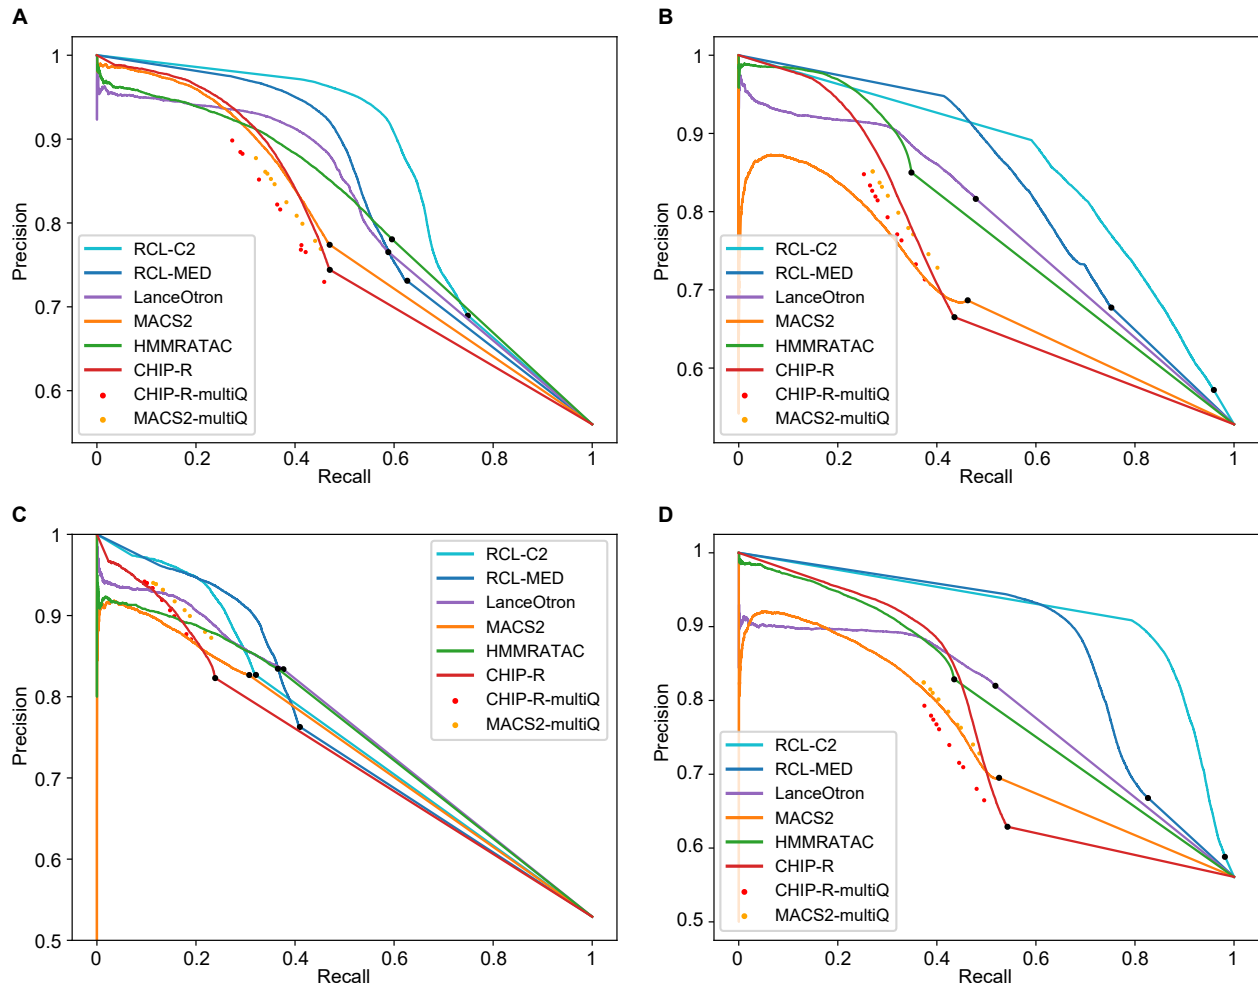 A
1
0.9
0.8
0.7
0.6
Precision
RCL-C2
RCL-MED
LanceOtron
MACS2
HMMRATAC
CHIP-R
CHIP-R-multiQ
MACS2-multiQ
0 0.2 0.4 0.6 0.8 1
Recall
B
1
0.9
0.8
0.7
0.6
Precision
RCL-C2
RCL-MED
LanceOtron
MACS2
HMMRATAC
CHIP-R
CHIP-R-multiQ
MACS2-multiQ
0 0.2 0.4 0.6 0.8 1
Recall
C
1
0.9
0.8
0.7
0.6
0.5
Precision
RCL-C2
RCL-MED
LanceOtron
MACS2
HMMRATAC
CHIP-R
CHIP-R-multiQ
MACS2-multiQ
0 0.2 0.4 0.6 0.8 1
Recall
D
1
0.9
0.8
0.7
0.6
0.5
Precision
RCL-C2
RCL-MED
LanceOtron
MACS2
HMMRATAC
CHIP-R
CHIP-R-multiQ
MACS2-multiQ
0 0.2 0.4 0.6 0.8 1
Recall